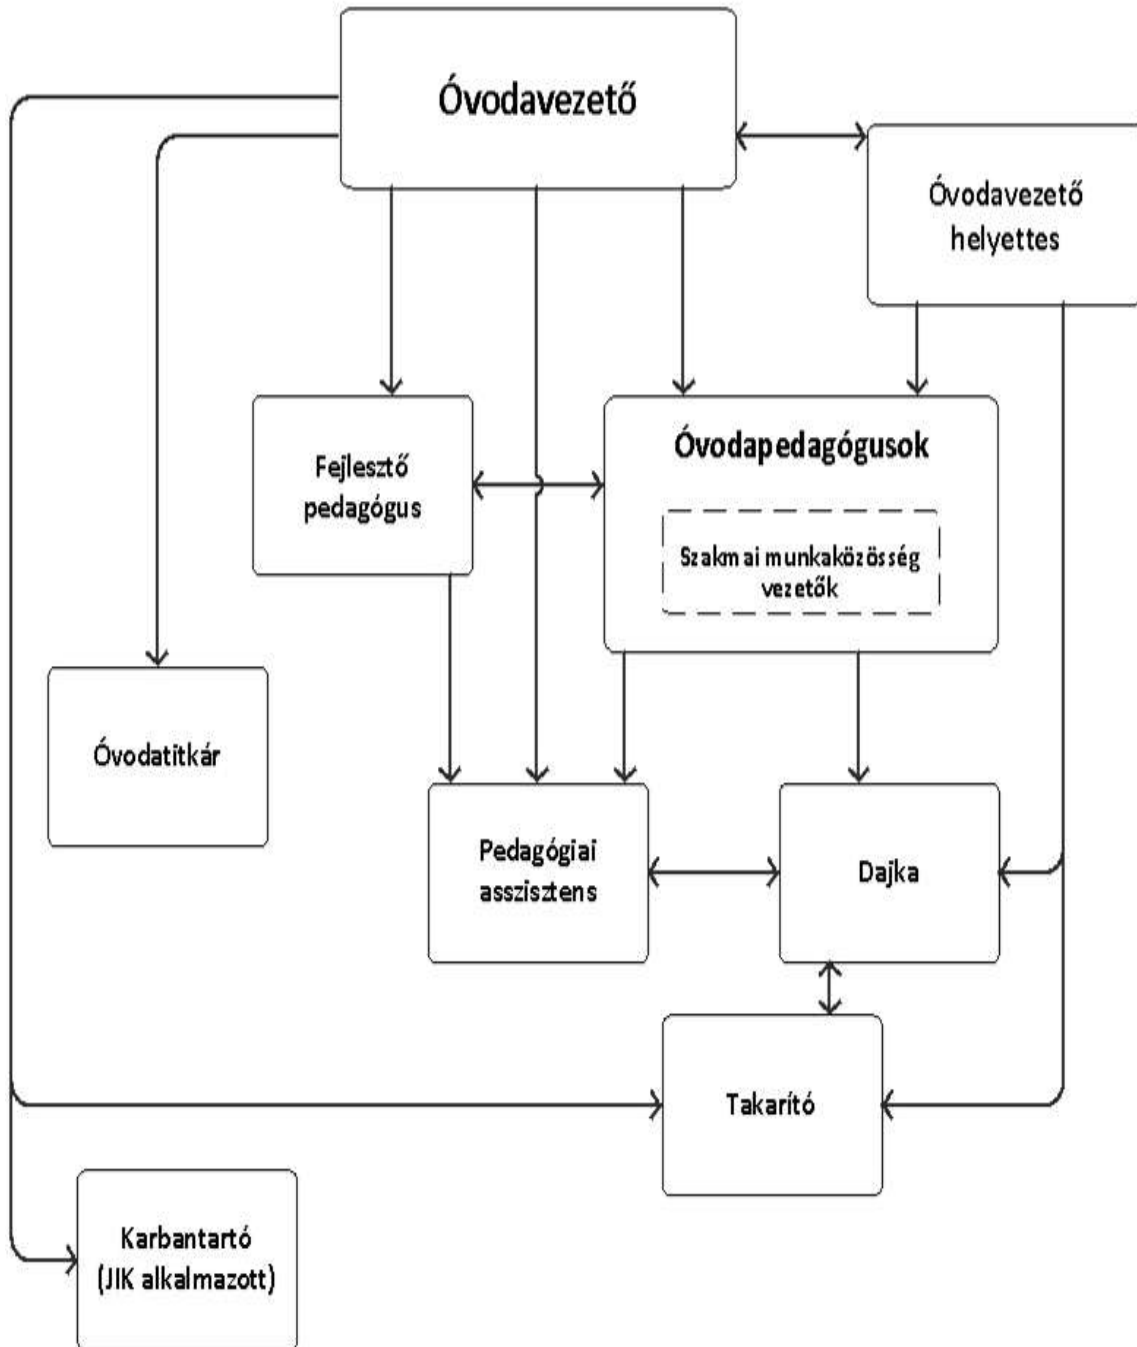 Óvodavezető
Óvodavezető
helyettes
Fejlesztő
pedagógus
Óvodapedagógusok
Szakmai munkaközösség
vezetők
Óvodatitkár
Pedagógiai
asszisztens
Dajka
Takarító
Karbantartó
(JIK alkalmazott)